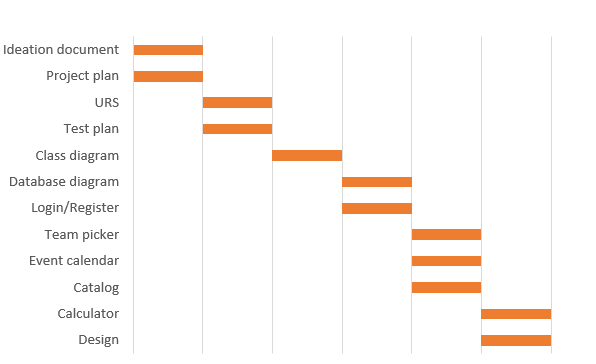 Ideation document
Project plan
URS
Test plan
Class diagram
Database diagram
Login/Register
Team picker
Event calendar
Catalog
Calculator
Design